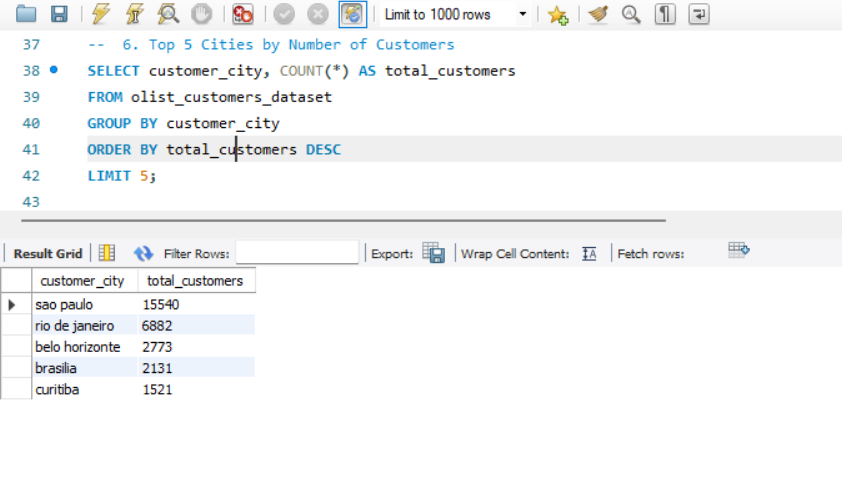 Limit to 1000 rows
37 -- 6. Top 5 Cities by Number of Customers
38 SELECT customer_city, COUNT(*) AS total_customers
39 FROM olist_customers_dataset
40 GROUP BY customer_city
41 ORDER BY total_customers DESC
42 LIMIT 5;
43
Result Grid Filter Rows: Export: Wrap Cell Content: IA Fetch rows:
customer_city total_customers
sao paulo 15540
rio de janeiro 6882
belo horizonte 2773
brasilia 2131
curitiba 1521